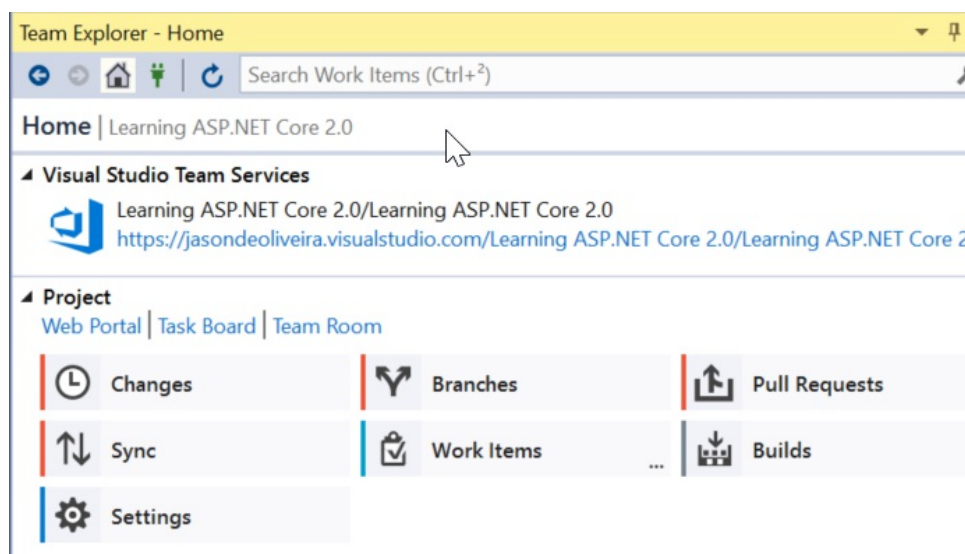 Team Explorer - Home
Search Work Items (Ctrl+²)
Home | Learning ASP.NET Core 2.0
Visual Studio Team Services
Learning ASP.NET Core 2.0/Learning ASP.NET Core 2.0
https://jasondeoliveira.visualstudio.com/Learning ASP.NET Core 2.0/Learning ASP.NET Core 2
Project
Web Portal | Task Board | Team Room
Changes Branches Pull Requests
Sync Work Items ... Builds
Settings